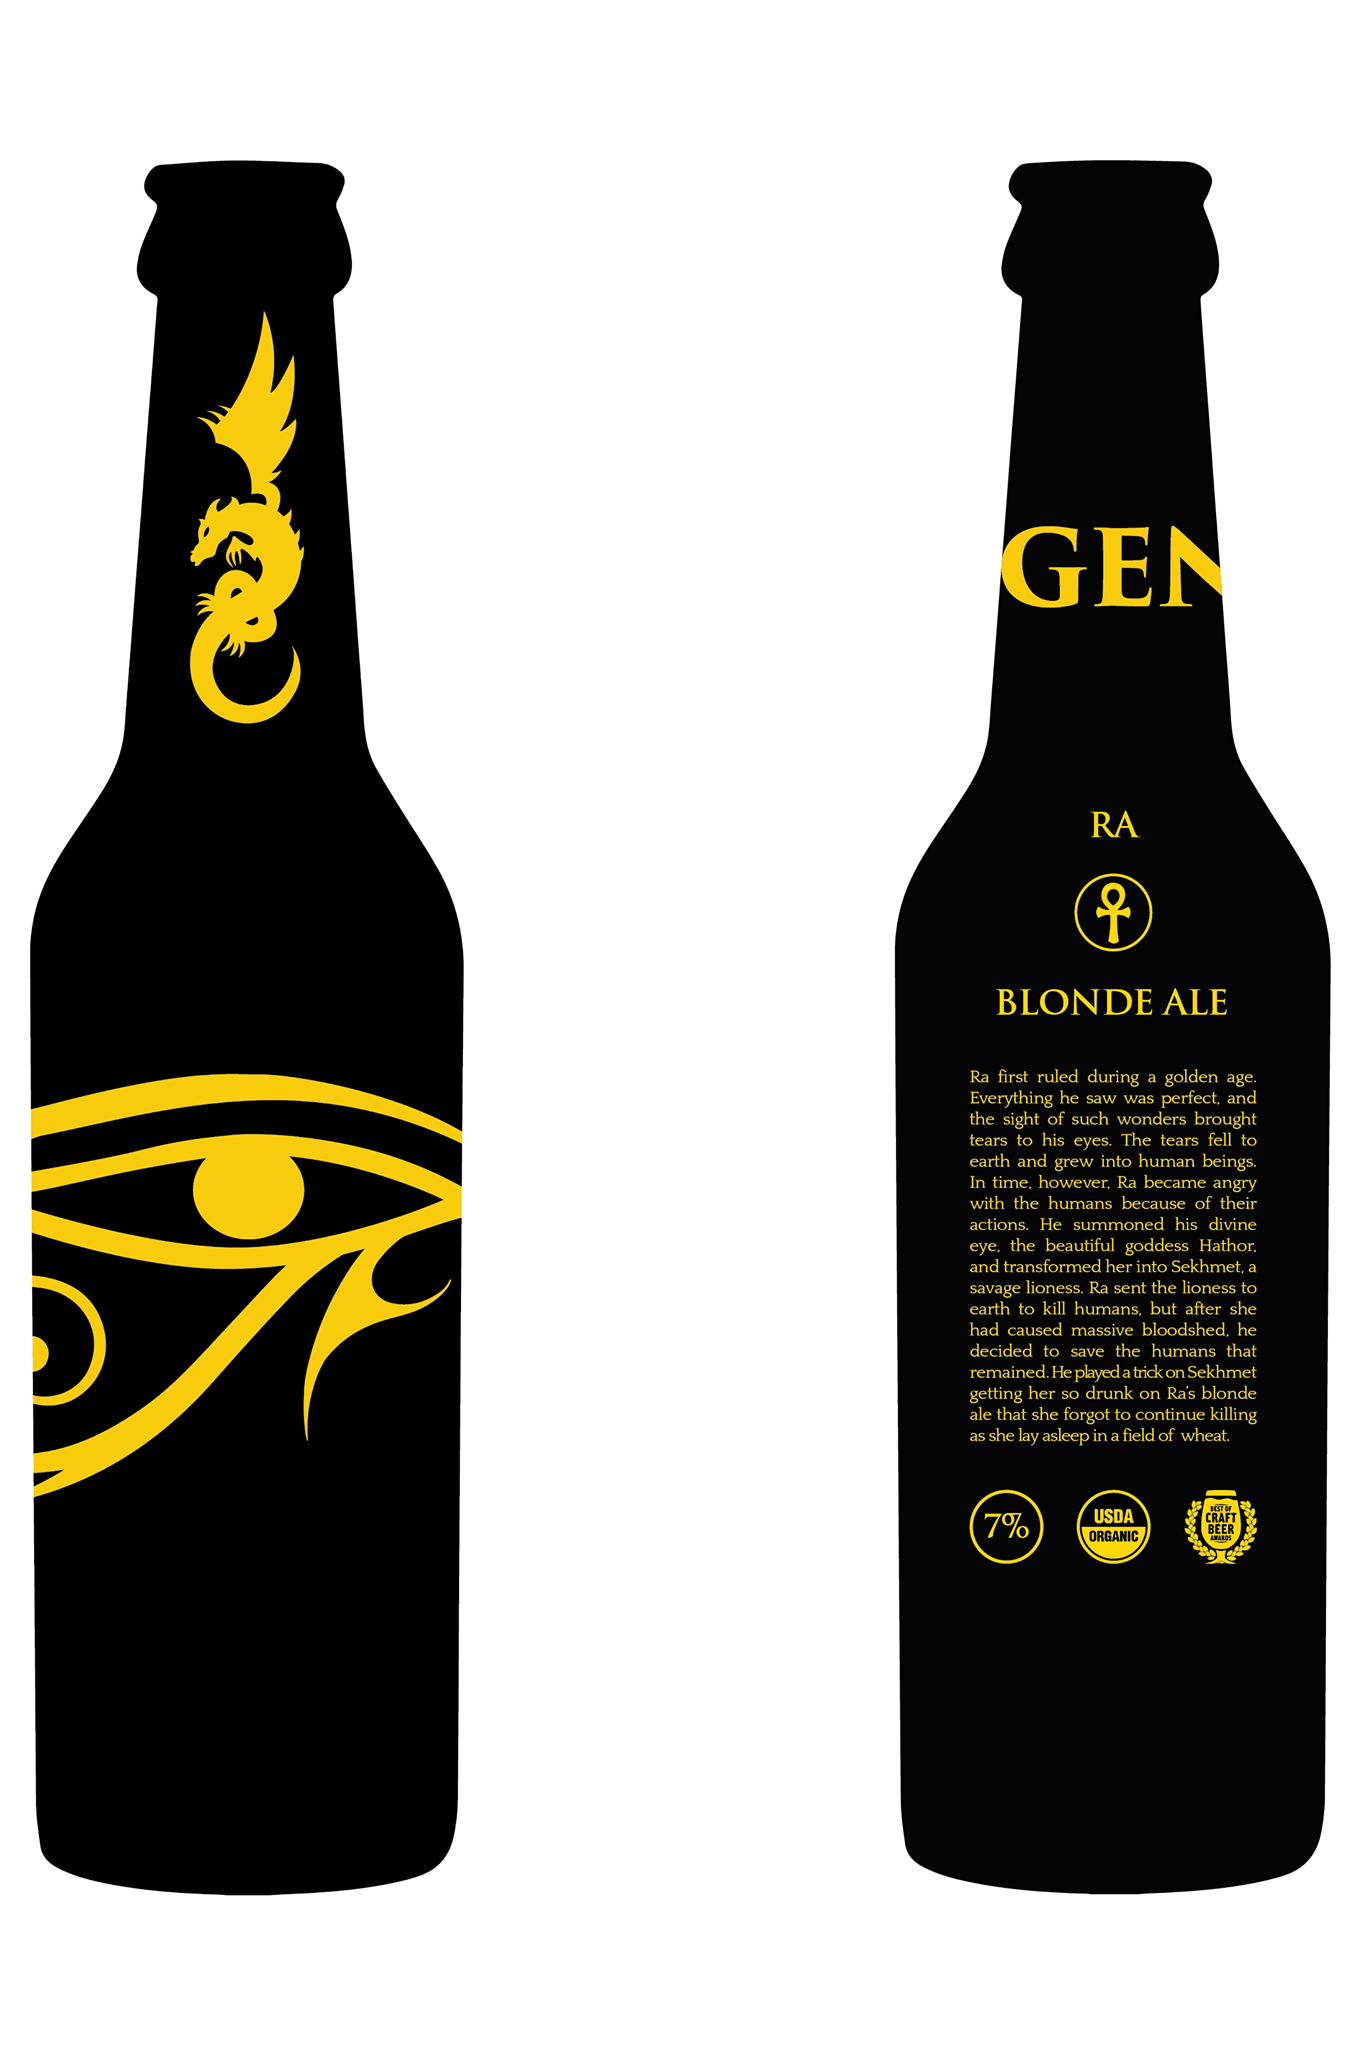 GEN
RA
BLONDE ALE
Ra first ruled during a golden age.
Everything he saw was perfect, and
the sight of such wonders brought
tears to his eyes. The tears fell to
earth and grew into human beings.
In time, however, Ra became angry
with the humans because of their
actions. He summoned his divine
eye, the beautiful goddess Hathor,
and transformed her into Sekhmet, a
savage lioness. Ra sent the lioness to
earth to kill humans, but after she
had caused massive bloodshed, he
decided to save the humans that
remained. He played a trick on Sekhmet
getting her so drunk on Ra's blonde
ale that she forgot to continue killing
as she lay asleep in a field of wheat.
7%
USDA
ORGANIC
BEST OF
CRAFT
BEER
AWARDS